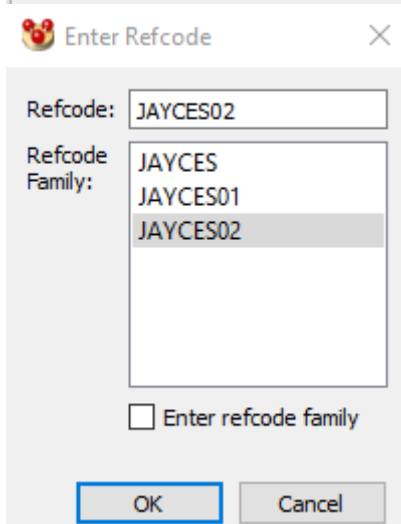 Enter Refcode
Refcode: JAYCES02
Refcode Family:
JAYCES
JAYCES01
JAYCES02
Enter refcode family
OK Cancel